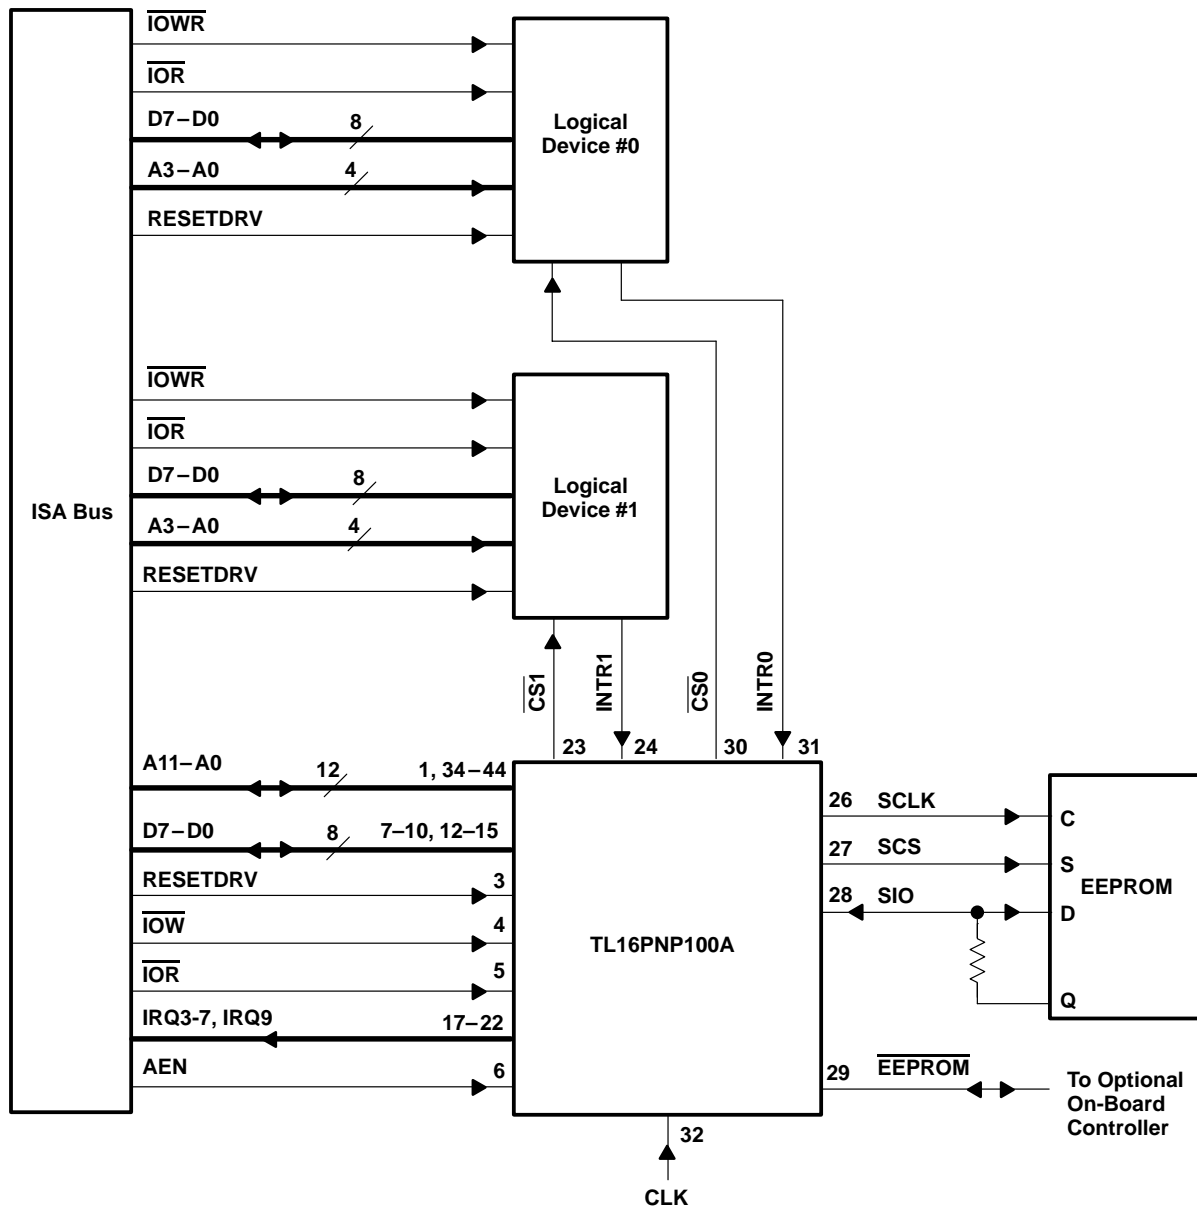 IOWR
IOR
D7–D0
8
A3–A0
4
RESETDRV
Logical
Device #0
IOWR
IOR
D7–D0
8
A3–A0
4
RESETDRV
Logical
Device #1
ISA Bus
CS1
INTR1
CS0
INTR0
23
24
30
31
A11–A0
12
1, 34–44
D7–D0
8
7–10, 12–15
RESETDRV
3
IOW
4
IOR
5
IRQ3-7, IRQ9
17–22
AEN
6
TL16PNP100A
26
SCLK
27
SCS
28
SIO
29
EEPROM
C
S
D
Q
EEPROM
To Optional
On-Board
Controller
32
CLK